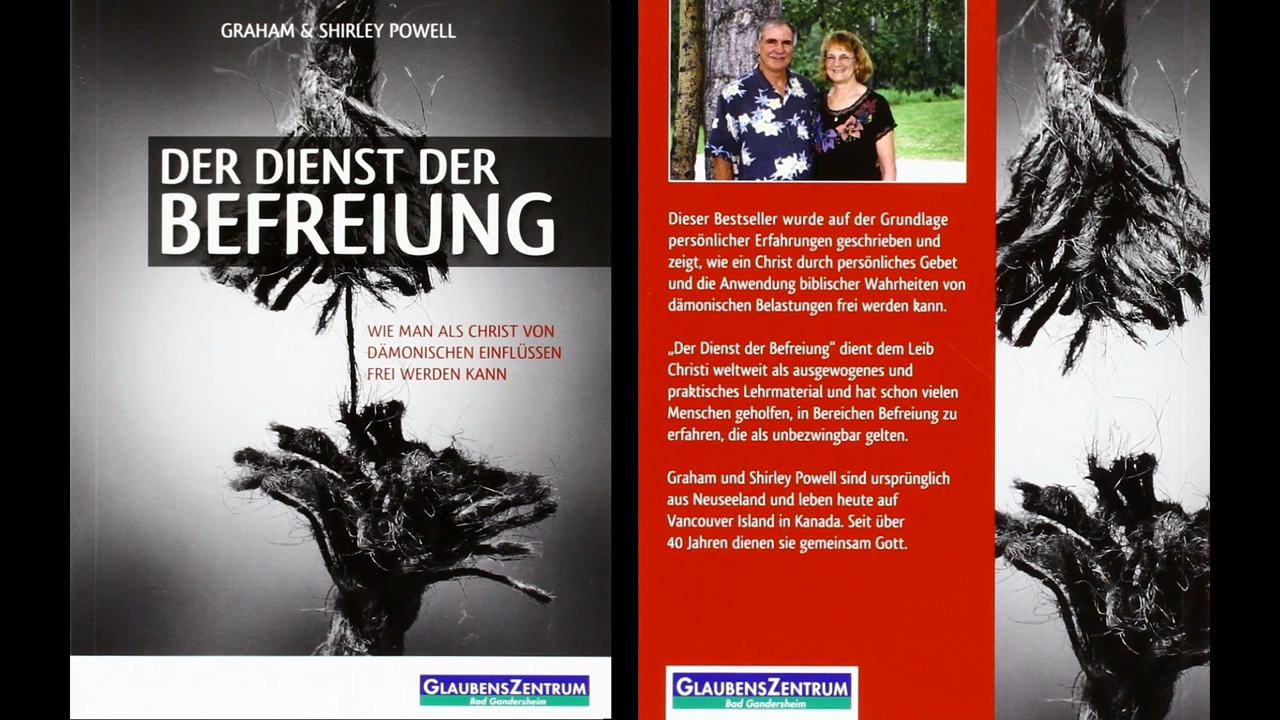 GRAHAM & SHIRLEY POWELL
DER DIENST DER
BEFREIUNG
WIE MAN ALS CHRIST VON
DÄMONISCHEN EINFLÜSSEN
FREI WERDEN KANN
GLAUBENSZENTRUM
Bad Gandersheim
Dieser Bestseller wurde auf der Grundlage
persönlicher Erfahrungen geschrieben und
zeigt, wie ein Christ durch persönliches Gebet
und die Anwendung biblischer Wahrheiten von
dämonischen Belastungen frei werden kann.
„Der Dienst der Befreiung“ dient dem Leib
Christi weltweit als ausgewogenes und
praktisches Lehrmaterial und hat schon vielen
Menschen geholfen, in Bereichen Befreiung zu
erfahren, die als unbezwingbar gelten.
Graham und Shirley Powell sind ursprünglich
aus Neuseeland und leben heute auf
Vancouver Island in Kanada. Seit über
40 Jahren dienen sie gemeinsam Gott.
GLAUBENSZENTRUM
Bad Gandersheim